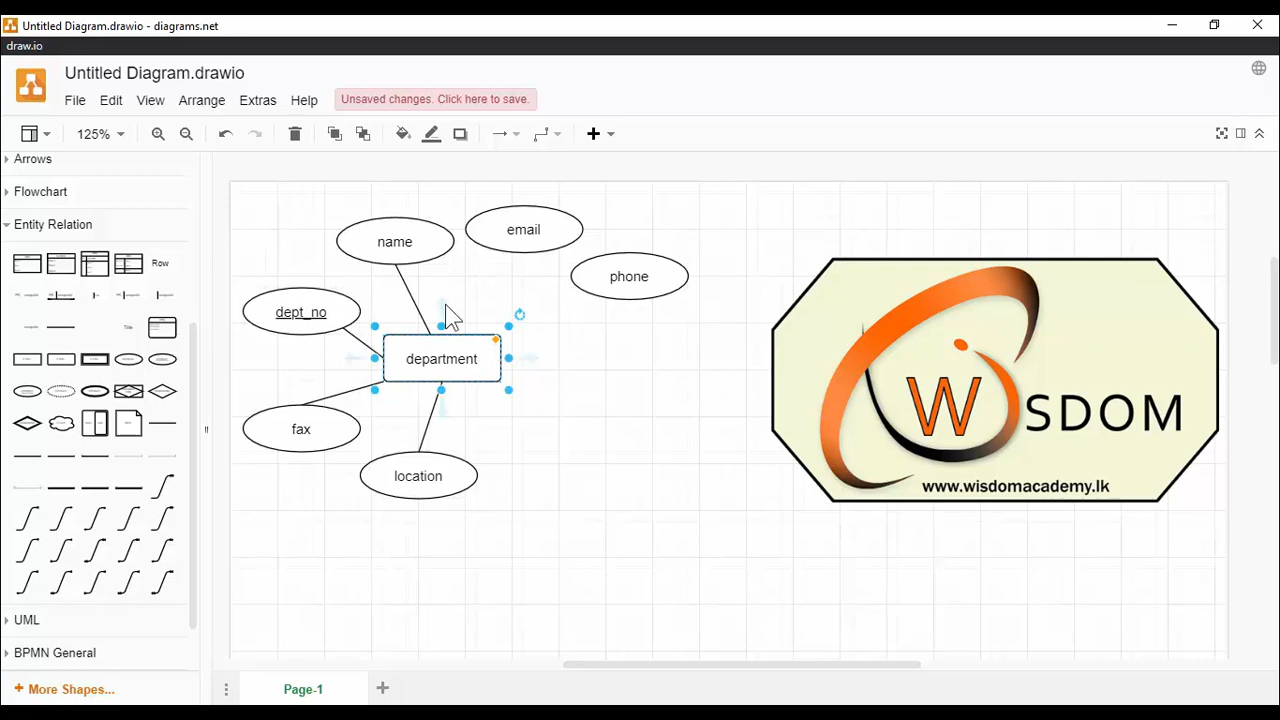 Untitled Diagram.drawio - diagrams.net
draw.io
Untitled Diagram.drawio
File Edit View Arrange Extras Help Unsaved changes. Click here to save.
125%
Arrows
Flowchart
Entity Relation
Row
Title
UML
BPMN General
+ More Shapes...
name
email
phone
dept_no
department
fax
location
WISDOM
www.wisdomacademy.lk
Page-1